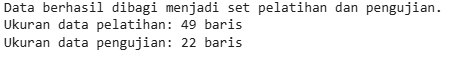 Data berhasil dibagi menjadi set pelatihan dan pengujian.
Ukuran data pelatihan: 49 baris
Ukuran data pengujian: 22 baris